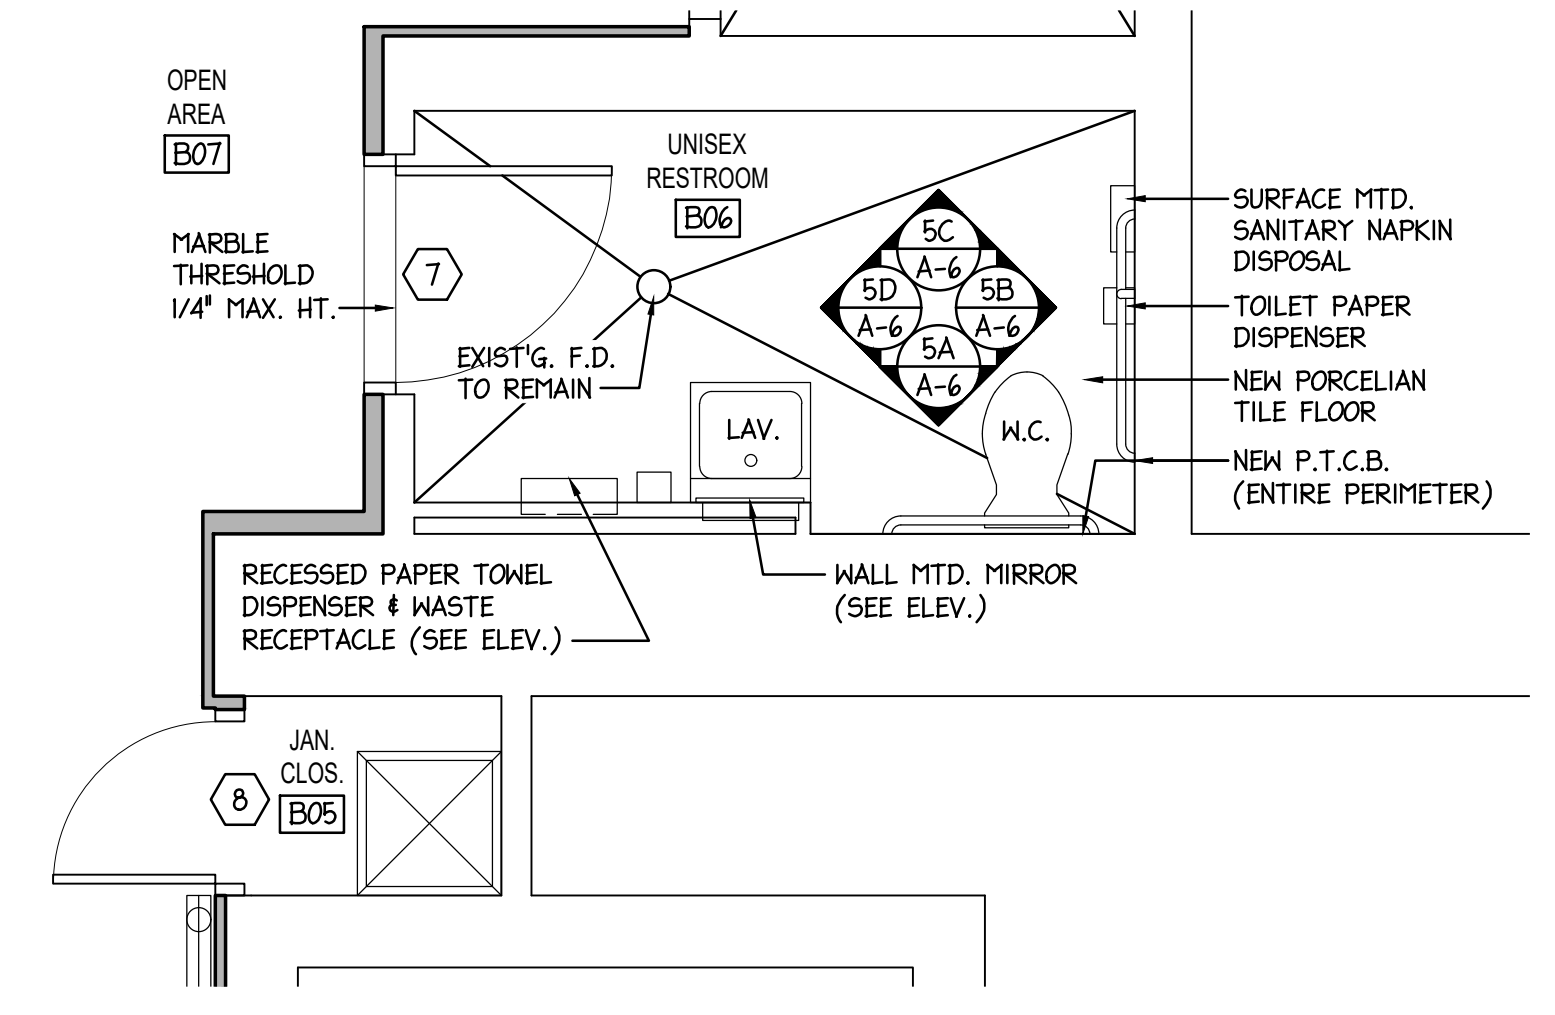 OPEN
AREA
B07
UNISEX
RESTROOM
B06
MARBLE
THRESHOLD
1/4" MAX. HT.
7
EXIST'G. F.D.
TO REMAIN
5C
A-6
5D
A-6
5B
A-6
5A
A-6
LAV.
W.C.
SURFACE MTD.
SANITARY NAPKIN
DISPOSAL
TOILET PAPER
DISPENSER
NEW PORCELIAN
TILE FLOOR
NEW P.T.C.B.
(ENTIRE PERIMETER)
RECESSED PAPER TOWEL
DISPENSER & WASTE
RECEPTACLE (SEE ELEV.)
WALL MTD. MIRROR
(SEE ELEV.)
JAN.
CLOS.
B05
8